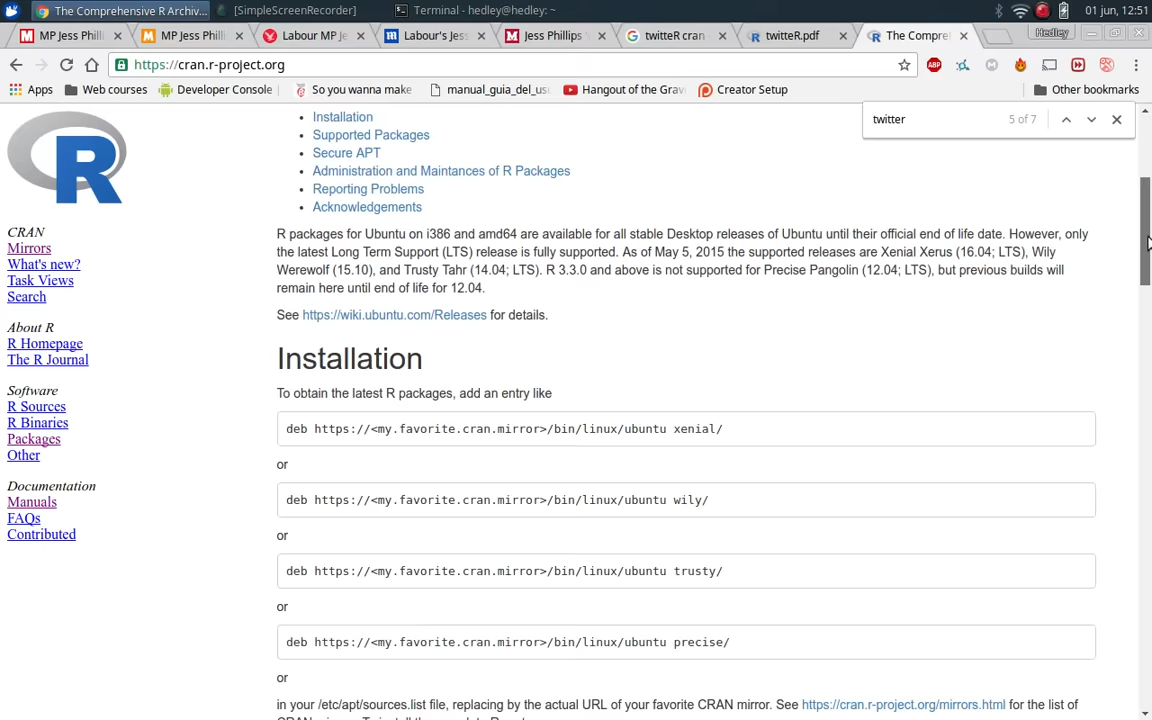 The Comprehensive R Archiv...
[SimpleScreenRecorder]
Terminal - hedley@hedley: ~
01 jun, 12:51
MP Jess Phill
MP Jess Philli
Labour MP Je
Labour's Jess
Jess Phillips
twitteR cran
twitteR.pdf
The Compre
Hedley
https://cran.r-project.org
ABP
Apps
Web courses
Developer Console
So you wanna make
manual_guia_del_usu
Hangout of the Gravi
Creator Setup
Other bookmarks
twitter
5 of 7
R
CRAN
Mirrors
What's new?
Task Views
Search
About R
R Homepage
The R Journal
Software
R Sources
R Binaries
Packages
Other
Documentation
Manuals
FAQs
Contributed
Installation
Supported Packages
Secure APT
Administration and Maintances of R Packages
Reporting Problems
Acknowledgements
R packages for Ubuntu on i386 and amd64 are available for all stable Desktop releases of Ubuntu until their official end of life date. However, only
the latest Long Term Support (LTS) release is fully supported. As of May 5, 2015 the supported releases are Xenial Xerus (16.04; LTS), Wily
Werewolf (15.10), and Trusty Tahr (14.04; LTS). R 3.3.0 and above is not supported for Precise Pangolin (12.04; LTS), but previous builds will
remain here until end of life for 12.04.
See https://wiki.ubuntu.com/Releases for details.
Installation
To obtain the latest R packages, add an entry like
deb https://<my.favorite.cran.mirror>/bin/linux/ubuntu xenial/
or
deb https://<my.favorite.cran.mirror>/bin/linux/ubuntu wily/
or
deb https://<my.favorite.cran.mirror>/bin/linux/ubuntu trusty/
or
deb https://<my.favorite.cran.mirror>/bin/linux/ubuntu precise/
or
in your /etc/apt/sources.list file, replacing by the actual URL of your favorite CRAN mirror. See https://cran.r-project.org/mirrors.html for the list of